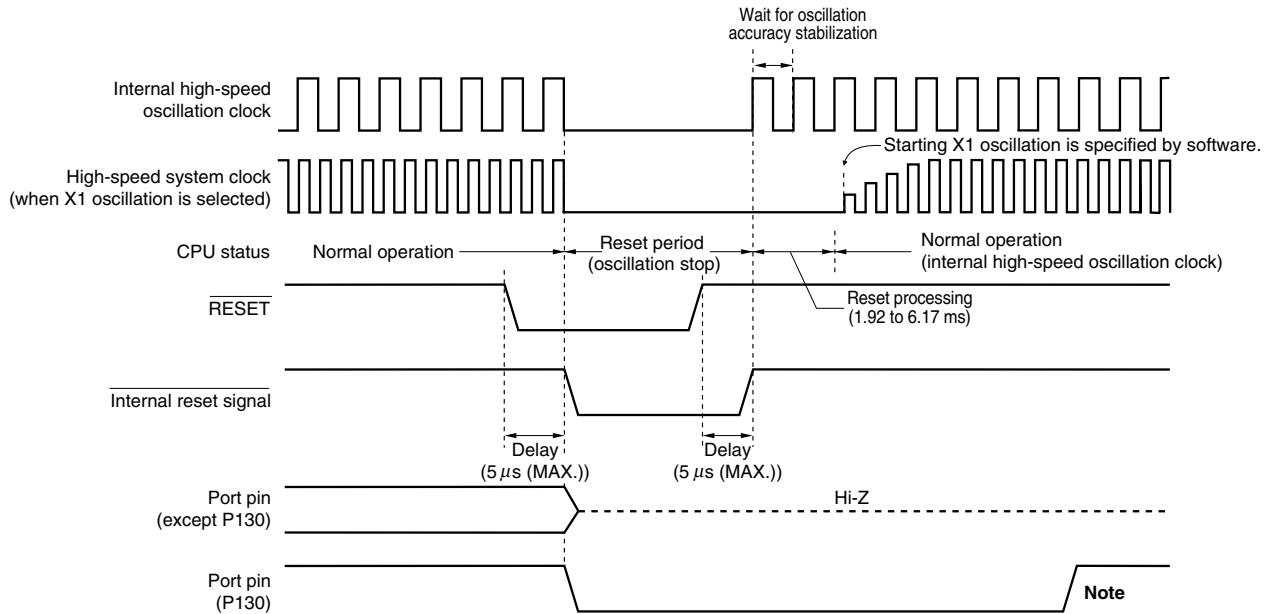 Wait for oscillation
accuracy stabilization
Internal high-speed
oscillation clock
Starting X1 oscillation is specified by software.
High-speed system clock
(when X1 oscillation is selected)
CPU status
Normal operation
Reset period
(oscillation stop)
Normal operation
(internal high-speed oscillation clock)
RESET
Reset processing
(1.92 to 6.17 ms)
Internal reset signal
Delay
(5 μs (MAX.))
Delay
(5 μs (MAX.))
Port pin
(except P130)
Hi-Z
Port pin
(P130)
Note